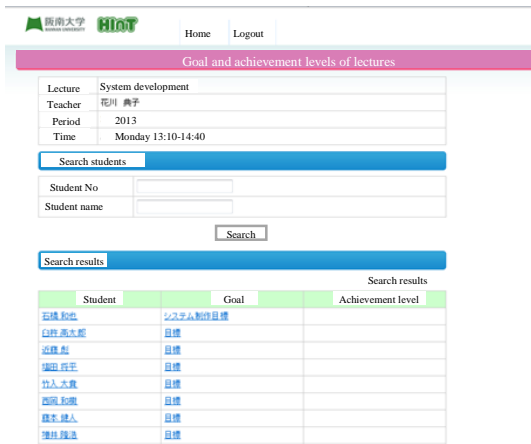 阪南大学 HInT
HANNAN UNIVERSITY
Home Logout
Goal and achievement levels of lectures
Lecture System development
Teacher 花川 典子
Period 2013
Time Monday 13:10-14:40
Search students
Student No
Student name
Search
Search results
Search results
Student Goal Achievement level
石橋 和也 システム制作目標
臼井 高太郎 目標
近藤 彪 目標
塩田 将平 目標
竹入 大貴 目標
西岡 和樹 目標
藤本 健人 目標
増井 隆浩 目標